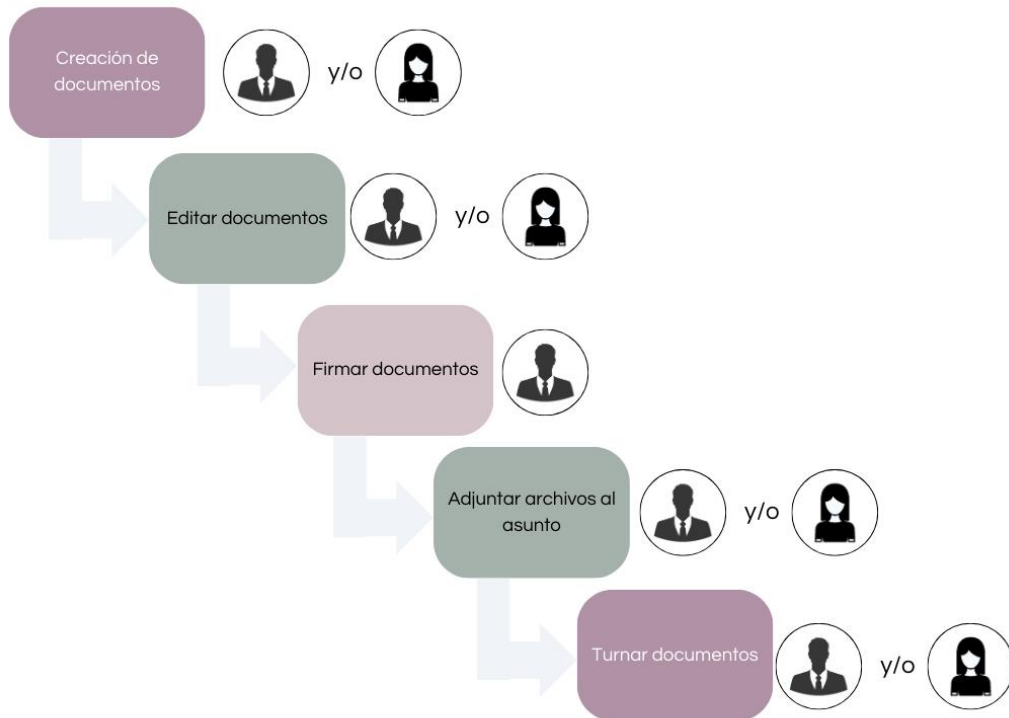 Creación de
documentos
y/o
Editar documentos
y/o
Firmar documentos
Adjuntar archivos al
asunto
y/o
Turnar documentos
y/o